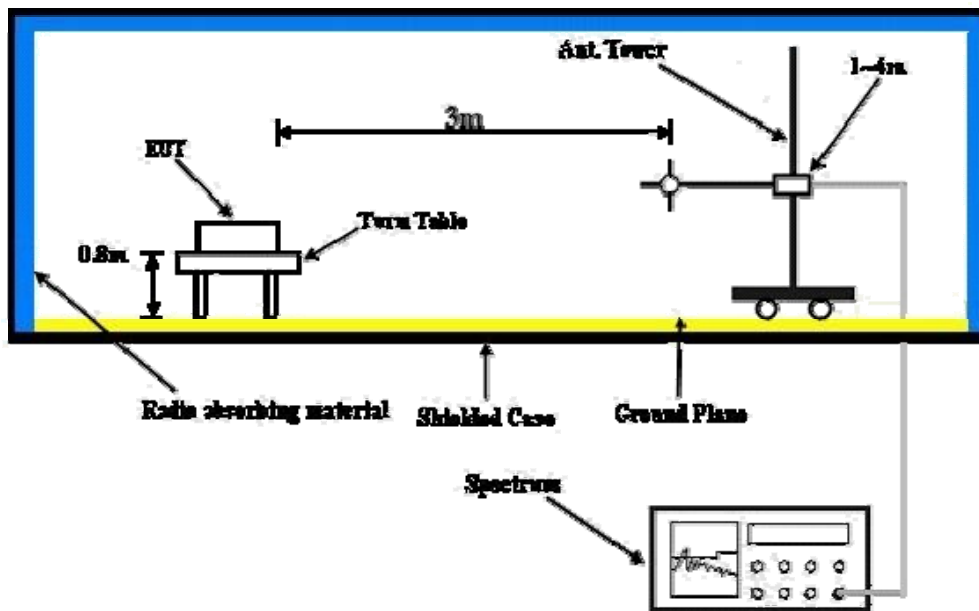 Ant. Tower
1~4m
3m
EUT
Turn Table
0.8m
Radio absorbing material
Shielded Case
Ground Plane
Spectrum